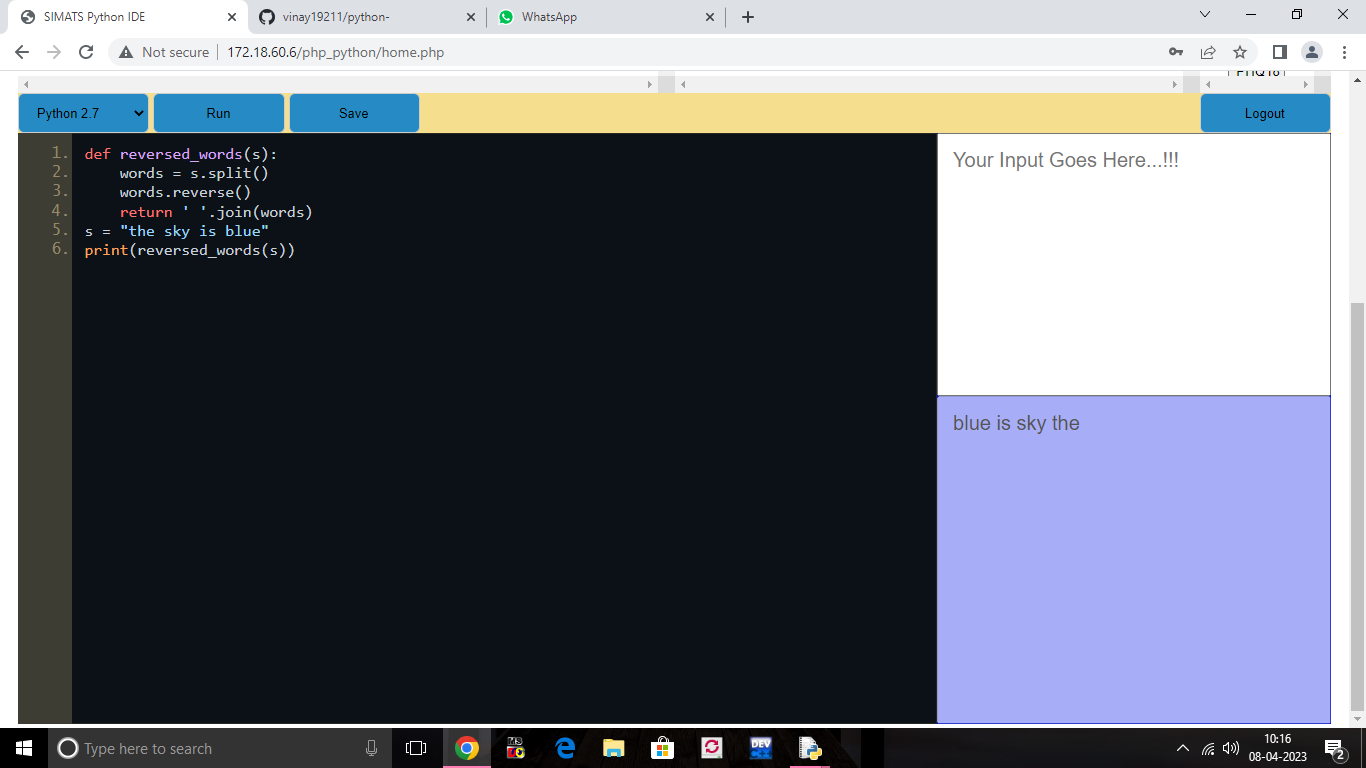 SIMATS Python IDE
vinay19211/python-
WhatsApp
Not secure
172.18.60.6/php_python/home.php
Python 2.7
Run
Save
Logout
1. def reversed_words(s):
2.     words = s.split()
3.     words.reverse()
4.     return ' '.join(words)
5. s = "the sky is blue"
6. print(reversed_words(s))
Your Input Goes Here...!!!
blue is sky the
Type here to search
DEV
10:16
08-04-2023
2